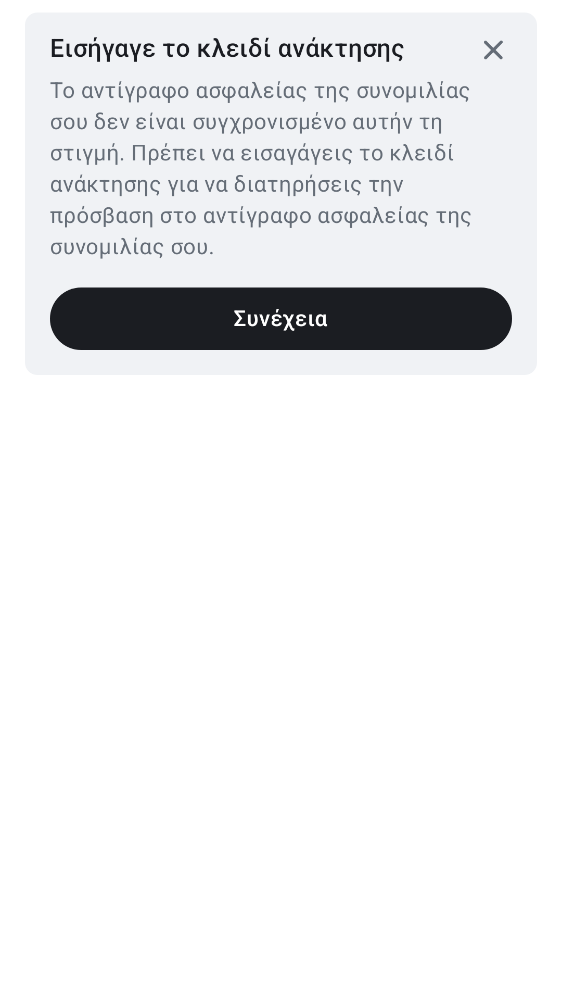 Εισήγαγε το κλειδί ανάκτησης
Το αντίγραφο ασφαλείας της συνομιλίας
σου δεν είναι συγχρονισμένο αυτήν τη
στιγμή. Πρέπει να εισαγάγεις το κλειδί
ανάκτησης για να διατηρήσεις την
πρόσβαση στο αντίγραφο ασφαλείας της
συνομιλίας σου.
Συνέχεια